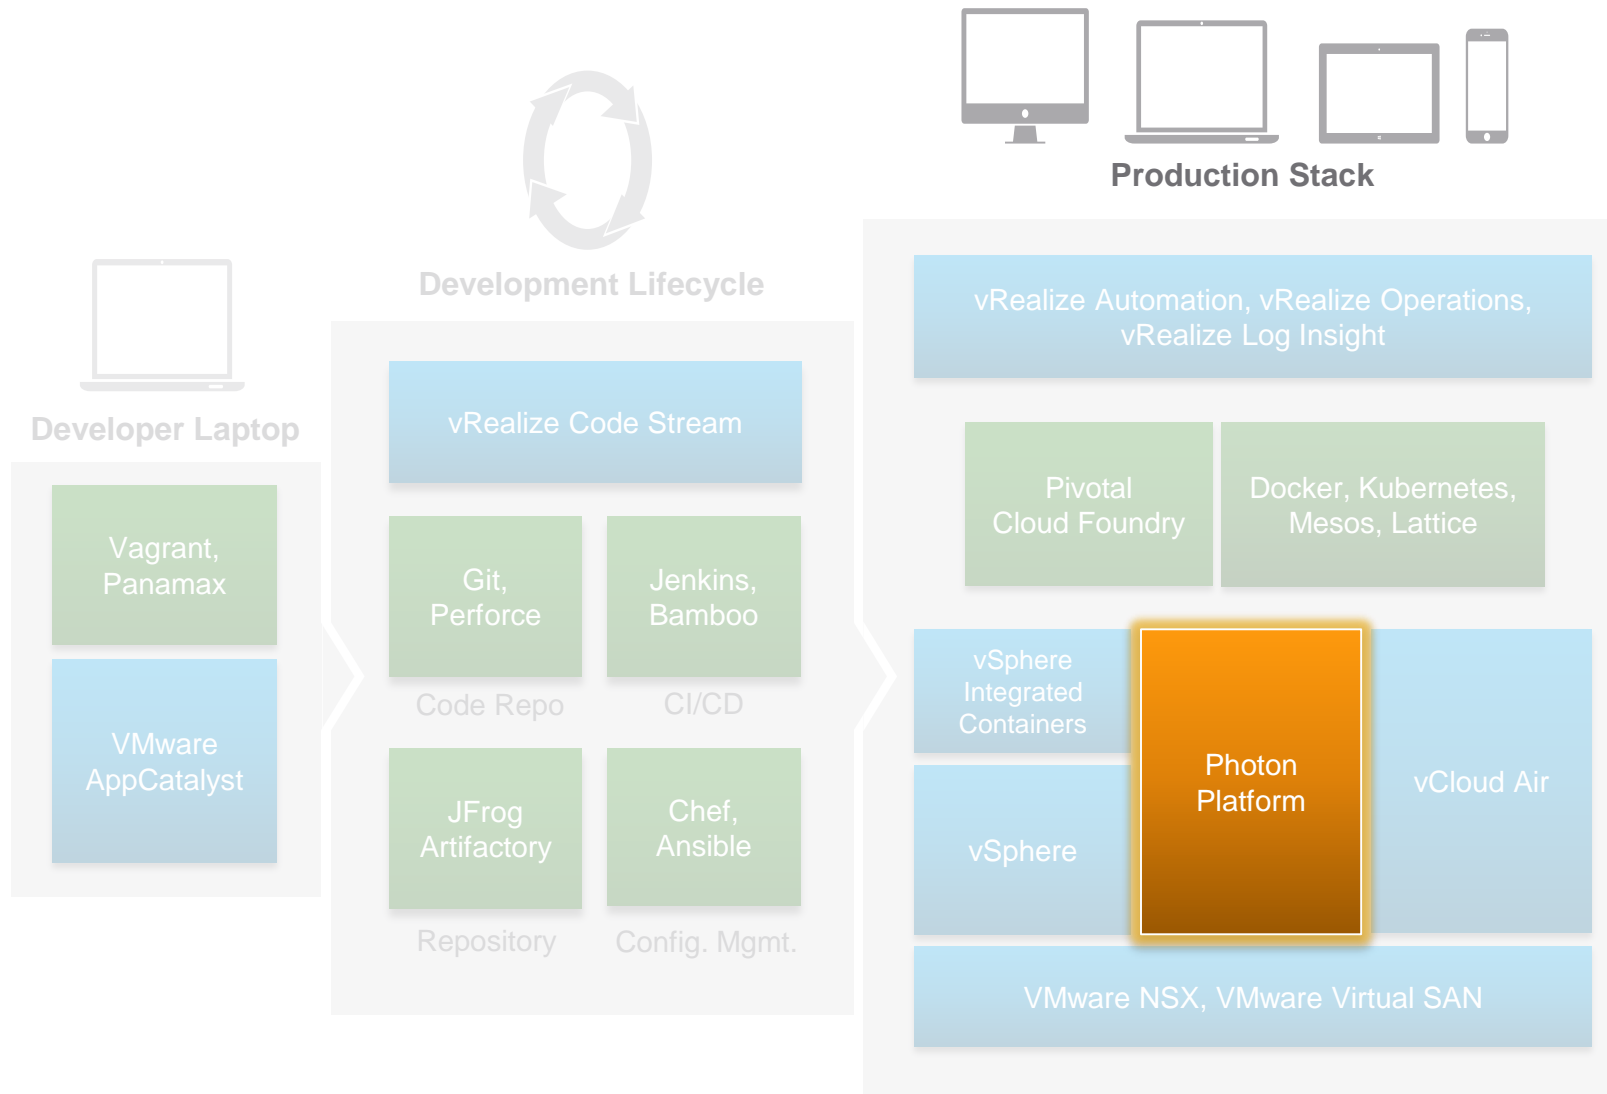 Production Stack
Development Lifecycle
Developer Laptop
Vagrant,
Panamax
VMware
AppCatalyst
vRealize Code Stream
Git,
Perforce
Code Repo
Jenkins,
Bamboo
CI/CD
JFrog
Artifactory
Repository
Chef,
Ansible
Config. Mgmt.
vRealize Automation, vRealize Operations,
vRealize Log Insight
Pivotal
Cloud Foundry
Docker, Kubernetes,
Mesos, Lattice
vSphere
Integrated
Containers
vSphere
Photon
Platform
vCloud Air
VMware NSX, VMware Virtual SAN